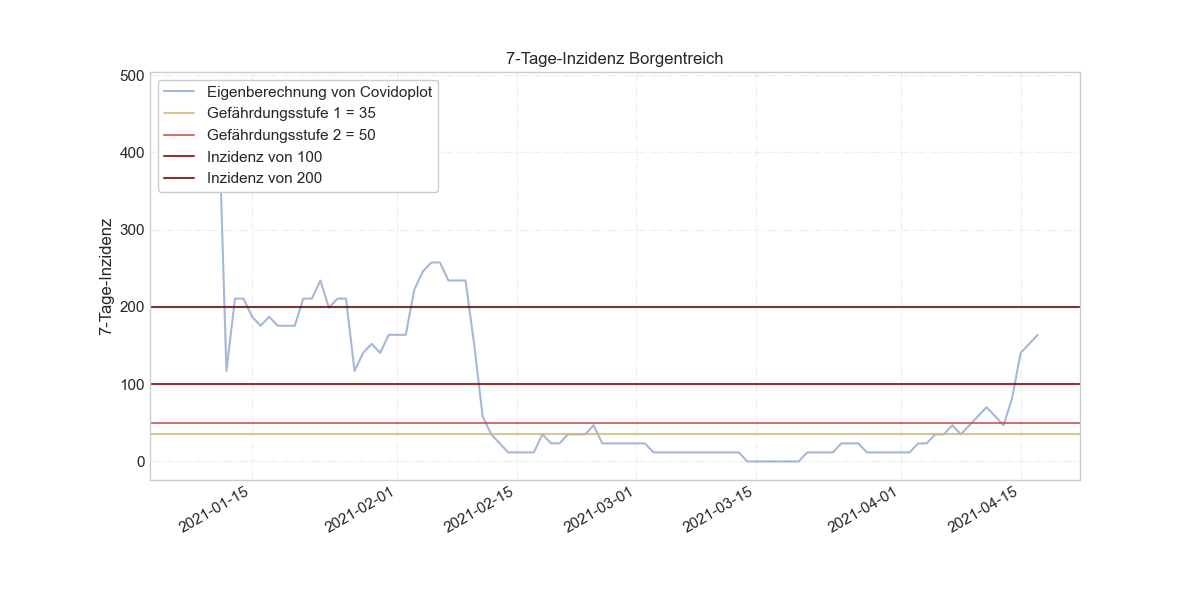 7-Tage-Inzidenz Borgentreich
7-Tage-Inzidenz
500
400
300
200
100
0
Eigenberechnung von Covidoplot
Gefährdungsstufe 1 = 35
Gefährdungsstufe 2 = 50
Inzidenz von 100
Inzidenz von 200
2021-01-15
2021-02-01
2021-02-15
2021-03-01
2021-03-15
2021-04-01
2021-04-15